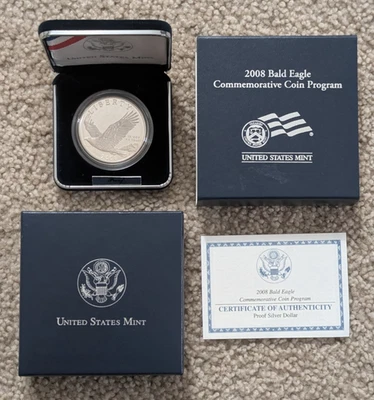 2008 Bald Eagle
Commemorative Coin Program
UNITED STATES MINT
UNITED STATES MINT
2008 Bald Eagle
Commemorative Coin Program
CERTIFICATE OF AUTHENTICITY
Proof Silver Dollar